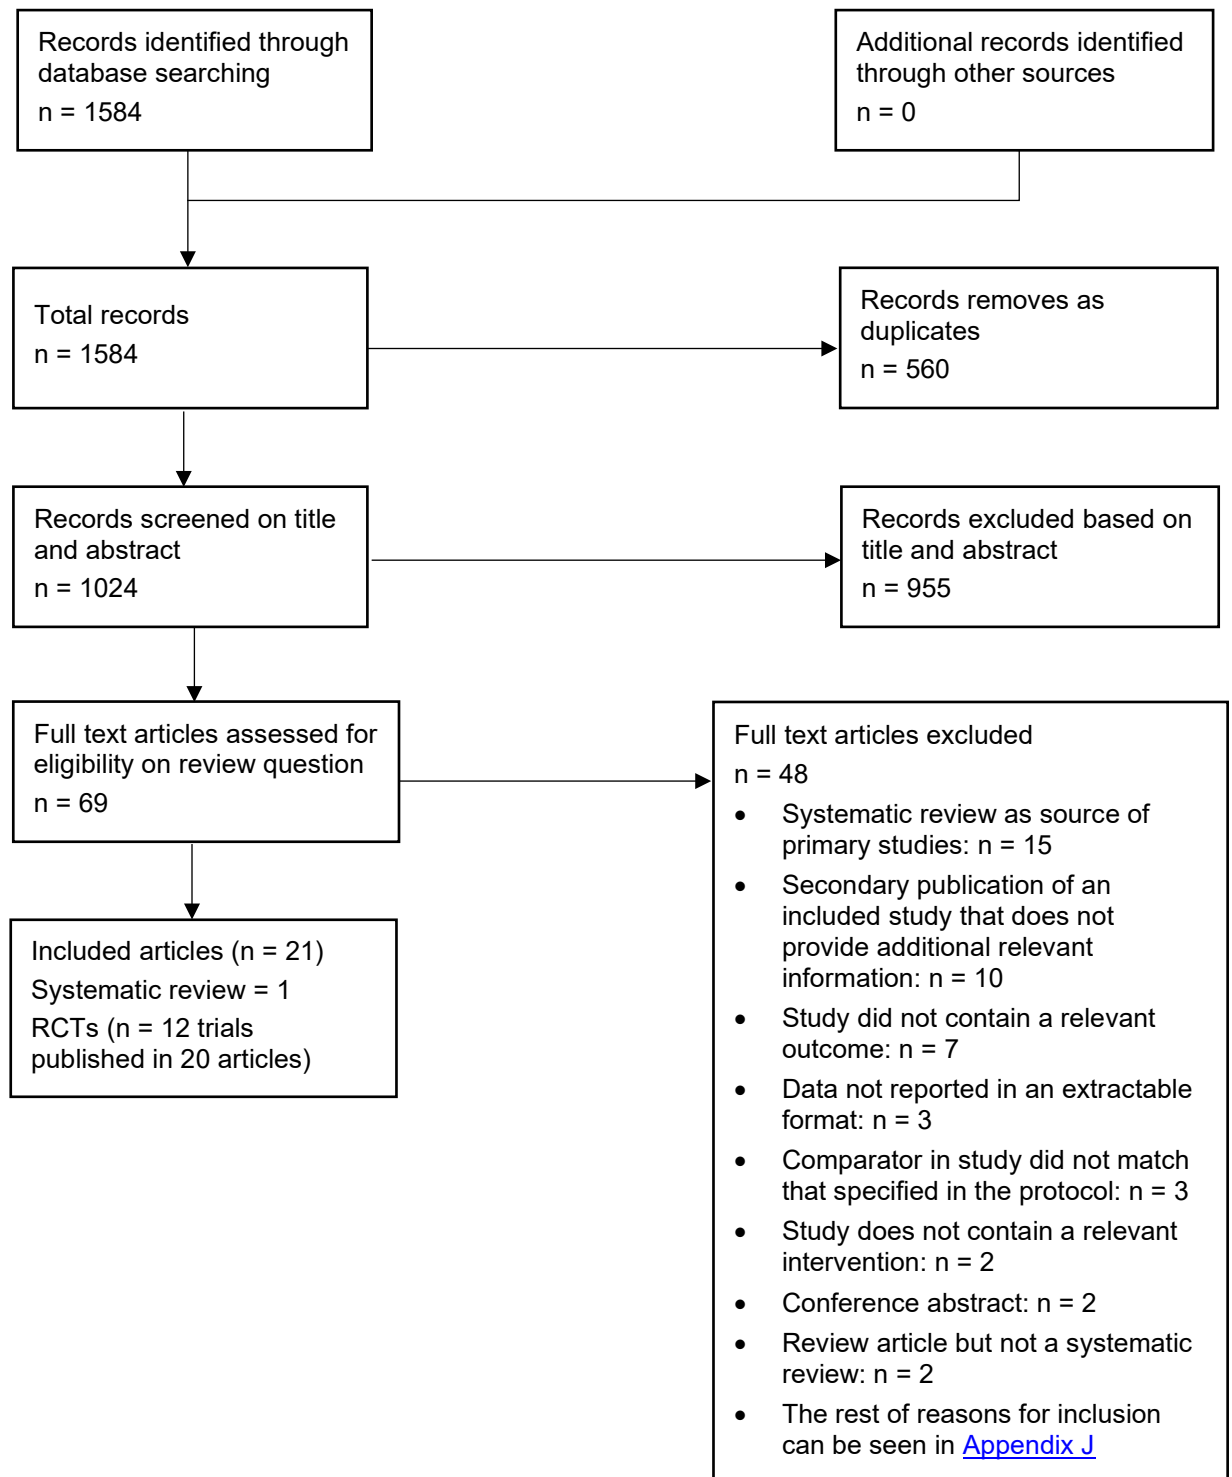 Records identified through
database searching
n = 1584
Additional records identified
through other sources
n = 0
Total records
n = 1584
Records removes as
duplicates
n = 560
Records screened on title
and abstract
n = 1024
Records excluded based on
title and abstract
n = 955
Full text articles assessed for
eligibility on review question
n = 69
Full text articles excluded
n = 48
• Systematic review as source of
primary studies: n = 15
• Secondary publication of an
included study that does not
provide additional relevant
information: n = 10
• Study did not contain a relevant
outcome: n = 7
• Data not reported in an extractable
format: n = 3
• Comparator in study did not match
that specified in the protocol: n = 3
• Study does not contain a relevant
intervention: n = 2
• Conference abstract: n = 2
• Review article but not a systematic
review: n = 2
• The rest of reasons for inclusion
can be seen in Appendix J
Included articles (n = 21)
Systematic review = 1
RCTs (n = 12 trials
published in 20 articles)